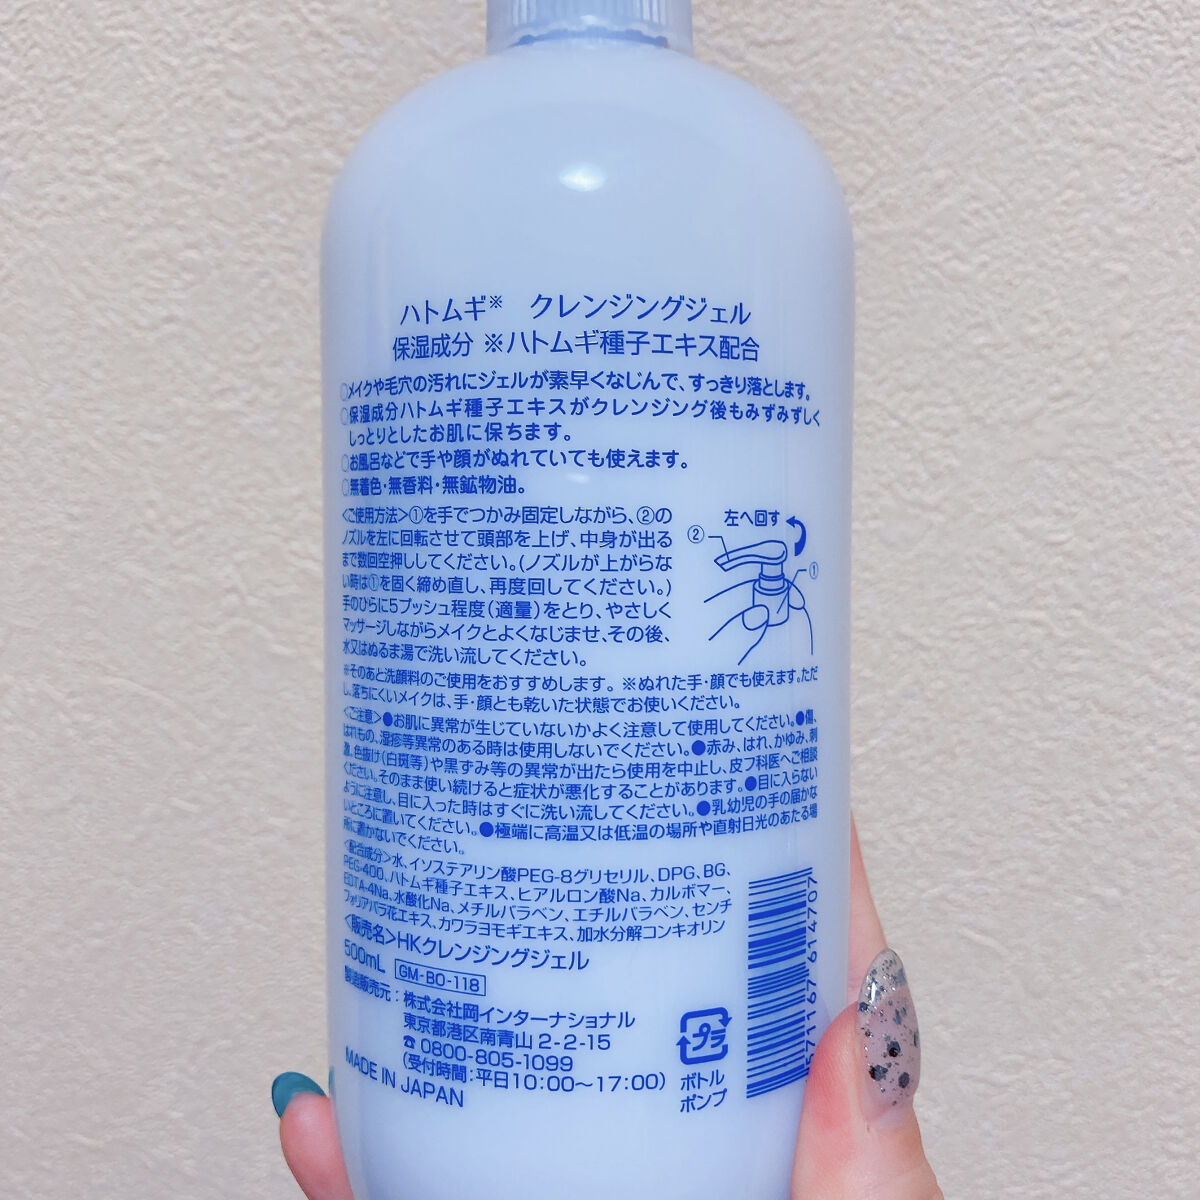 ハトムギ※ クレンジングジェル
保湿成分 ※ハトムギ種子エキス配合
○メイクや毛穴の汚れにジェルが素早くなじんで、すっきり落とします。
○保湿成分ハトムギ種子エキスがクレンジング後もみずみずしく
しっとりとしたお肌に保ちます。
○お風呂などで手や顔がぬれていても使えます。
○無着色・無香料・無鉱物油。
<ご使用方法>①を手でつかみ固定しながら、②の
ノズルを左に回転させて頭部を上げ、中身が出る
まで数回空押ししてください。(ノズルが上がらな
い時は①を固く締め直し、再度回してください。)
手のひらに5プッシュ程度(適量)をとり、やさしく
マッサージしながらメイクとよくなじませ、その後、
水又はぬるま湯で洗い流してください。
左へ回す
②
①
※そのあと洗顔料のご使用をおすすめします。 ※ぬれた手・顔でも使えます。ただ
し、落ちにくいメイクは、手・顔とも乾いた状態でお使いください。
<ご注意>●お肌に異常が生じていないかよく注意して使用してください。●傷、
はれもの、湿疹等異常のある時は使用しないでください。●赤み、はれ、かゆみ、刺
激、色抜け(白斑等)や黒ずみ等の異常が出たら使用を中止し、皮フ科医へご相談
ください。そのまま使い続けると症状が悪化することがあります。●目に入らない
ように注意し、目に入った時はすぐに洗い流してください。●乳幼児の手の届かな
いところに置いてください。●極端に高温又は低温の場所や直射日光のあたる場
所に置かないでください。
<配合成分>水、イソステアリン酸PEG-8グリセリル、DPG、BG、
PEG-400、ハトムギ種子エキス、ヒアルロン酸Na、カルボマー、
EDTA-4Na、水酸化Na、メチルパラベン、エチルパラベン、センチ
フォリアバラ花エキス、カワラヨモギエキス、加水分解コンキオリン
<販売名>HKクレンジングジェル
500mL GM-BO-118
製造販売元：株式会社岡インターナショナル
東京都港区南青山2-2-15
☎ 0800-805-1099
(受付時間：平日10:00〜17:00)
MADE IN JAPAN
プラ
ボトル
ポンプ
571167614707